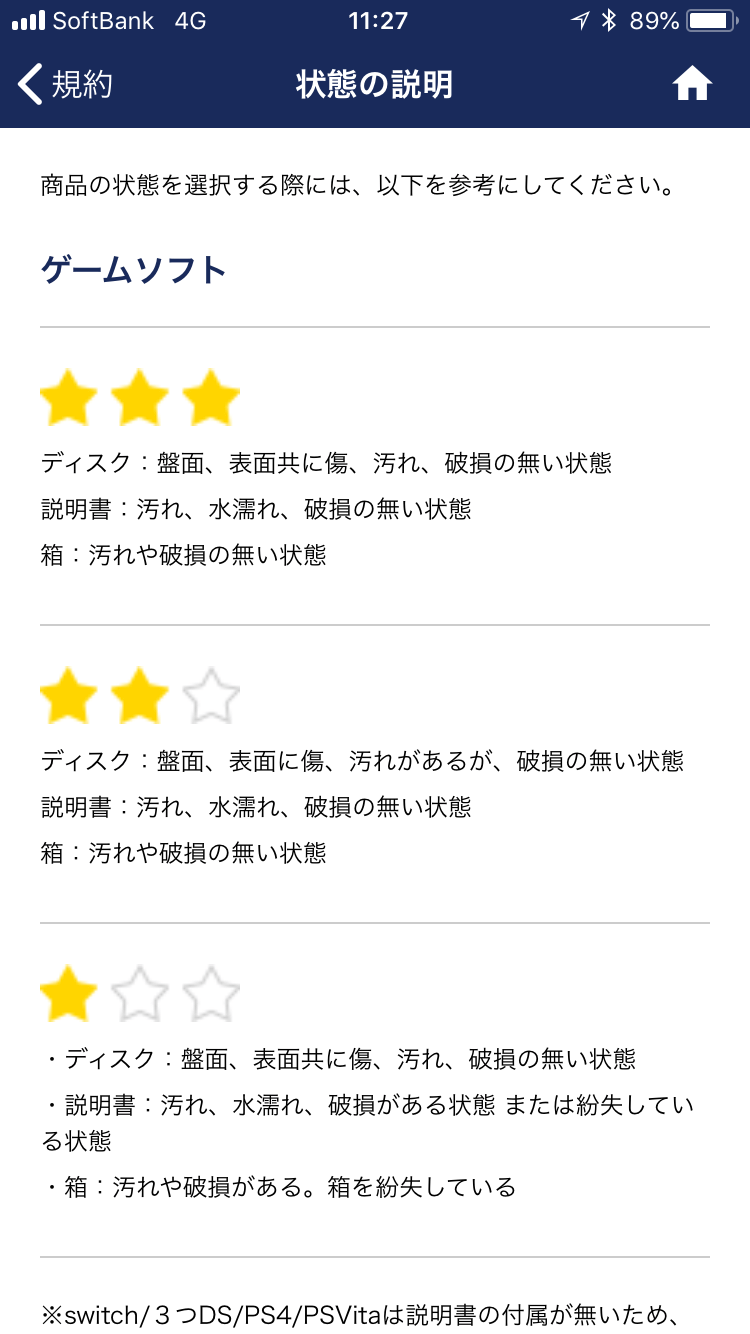 SoftBank 4G 11:27 89%
規約 状態の説明
商品の状態を選択する際には、以下を参考にしてください。
ゲームソフト
ディスク：盤面、表面共に傷、汚れ、破損の無い状態
説明書：汚れ、水濡れ、破損の無い状態
箱：汚れや破損の無い状態
ディスク：盤面、表面に傷、汚れがあるが、破損の無い状態
説明書：汚れ、水濡れ、破損の無い状態
箱：汚れや破損の無い状態
・ディスク：盤面、表面共に傷、汚れ、破損の無い状態
・説明書：汚れ、水濡れ、破損がある状態 または紛失してい
る状態
・箱：汚れや破損がある。箱を紛失している
※switch/３つDS/PS4/PSVitaは説明書の付属が無いため、